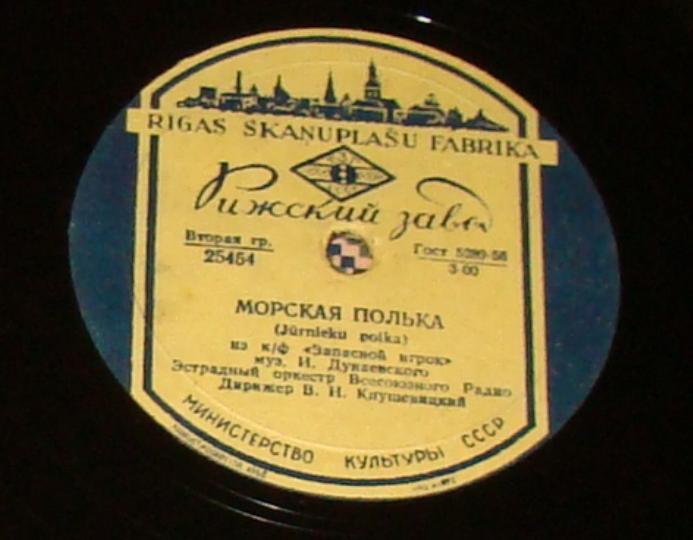 RIGAS SKAŅUPLAŠU FABRIKA
Рижский завод
Вторая гр.
25454
Гост 5289-56
3-00
МОРСКАЯ ПОЛЬКА
(Jūrnieku polka)
из к/ф «Запасной игрок»
муз. И. Дунаевского
Эстрадный оркестр Всесоюзного Радио
Дирижер В. Н. Кнушевицкий
МИНИСТЕРСТВО КУЛЬТУРЫ СССР